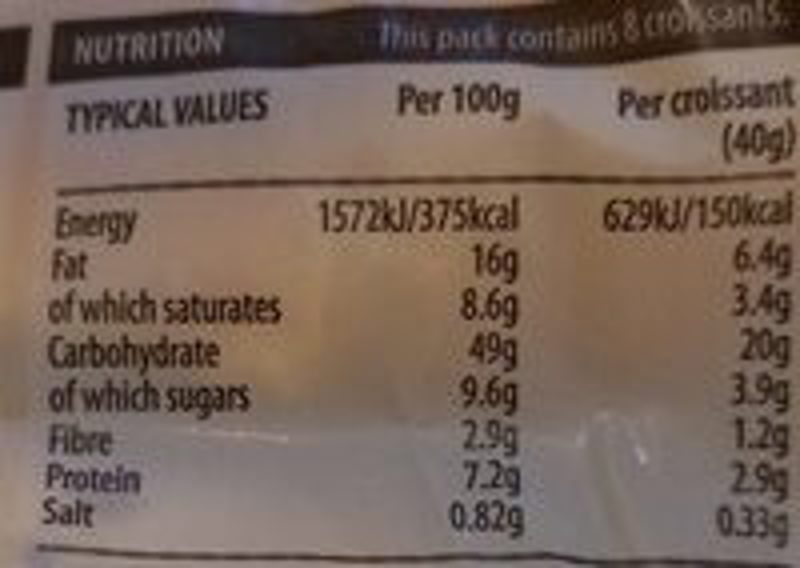 NUTRITION This pack contains 8 croissants.
TYPICAL VALUES Per 100g Per croissant
(40g)
Energy 1572kJ/375kcal 629kJ/150kcal
Fat 16g 6.4g
of which saturates 8.6g 3.4g
Carbohydrate 49g 20g
of which sugars 9.6g 3.9g
Fibre 2.9g 1.2g
Protein 7.2g 2.9g
Salt 0.82g 0.33g